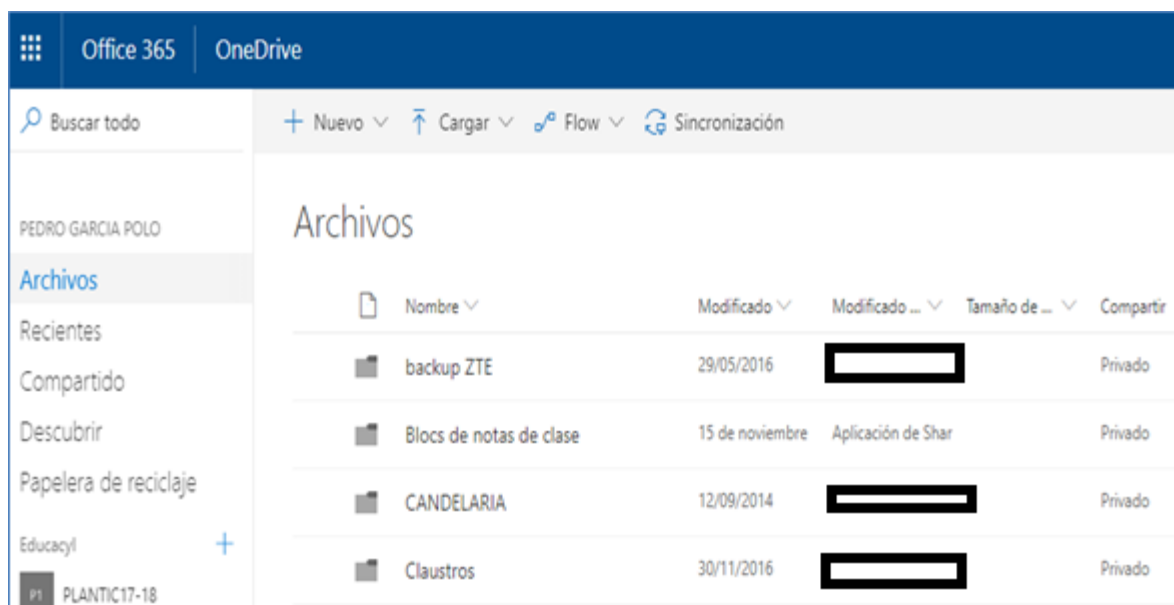 Office 365 OneDrive
Buscar todo
Nuevo Cargar Flow Sincronización
PEDRO GARCIA POLO
Archivos
Recientes
Compartido
Descubrir
Papelera de reciclaje
Educacyl
P1 PLANTIC17-18
Archivos
Nombre Modificado Modificado ... Tamaño de ... Compartir
backup ZTE 29/05/2016 Privado
Blocs de notas de clase 15 de noviembre Aplicación de Shar Privado
CANDELARIA 12/09/2014 Privado
Claustros 30/11/2016 Privado